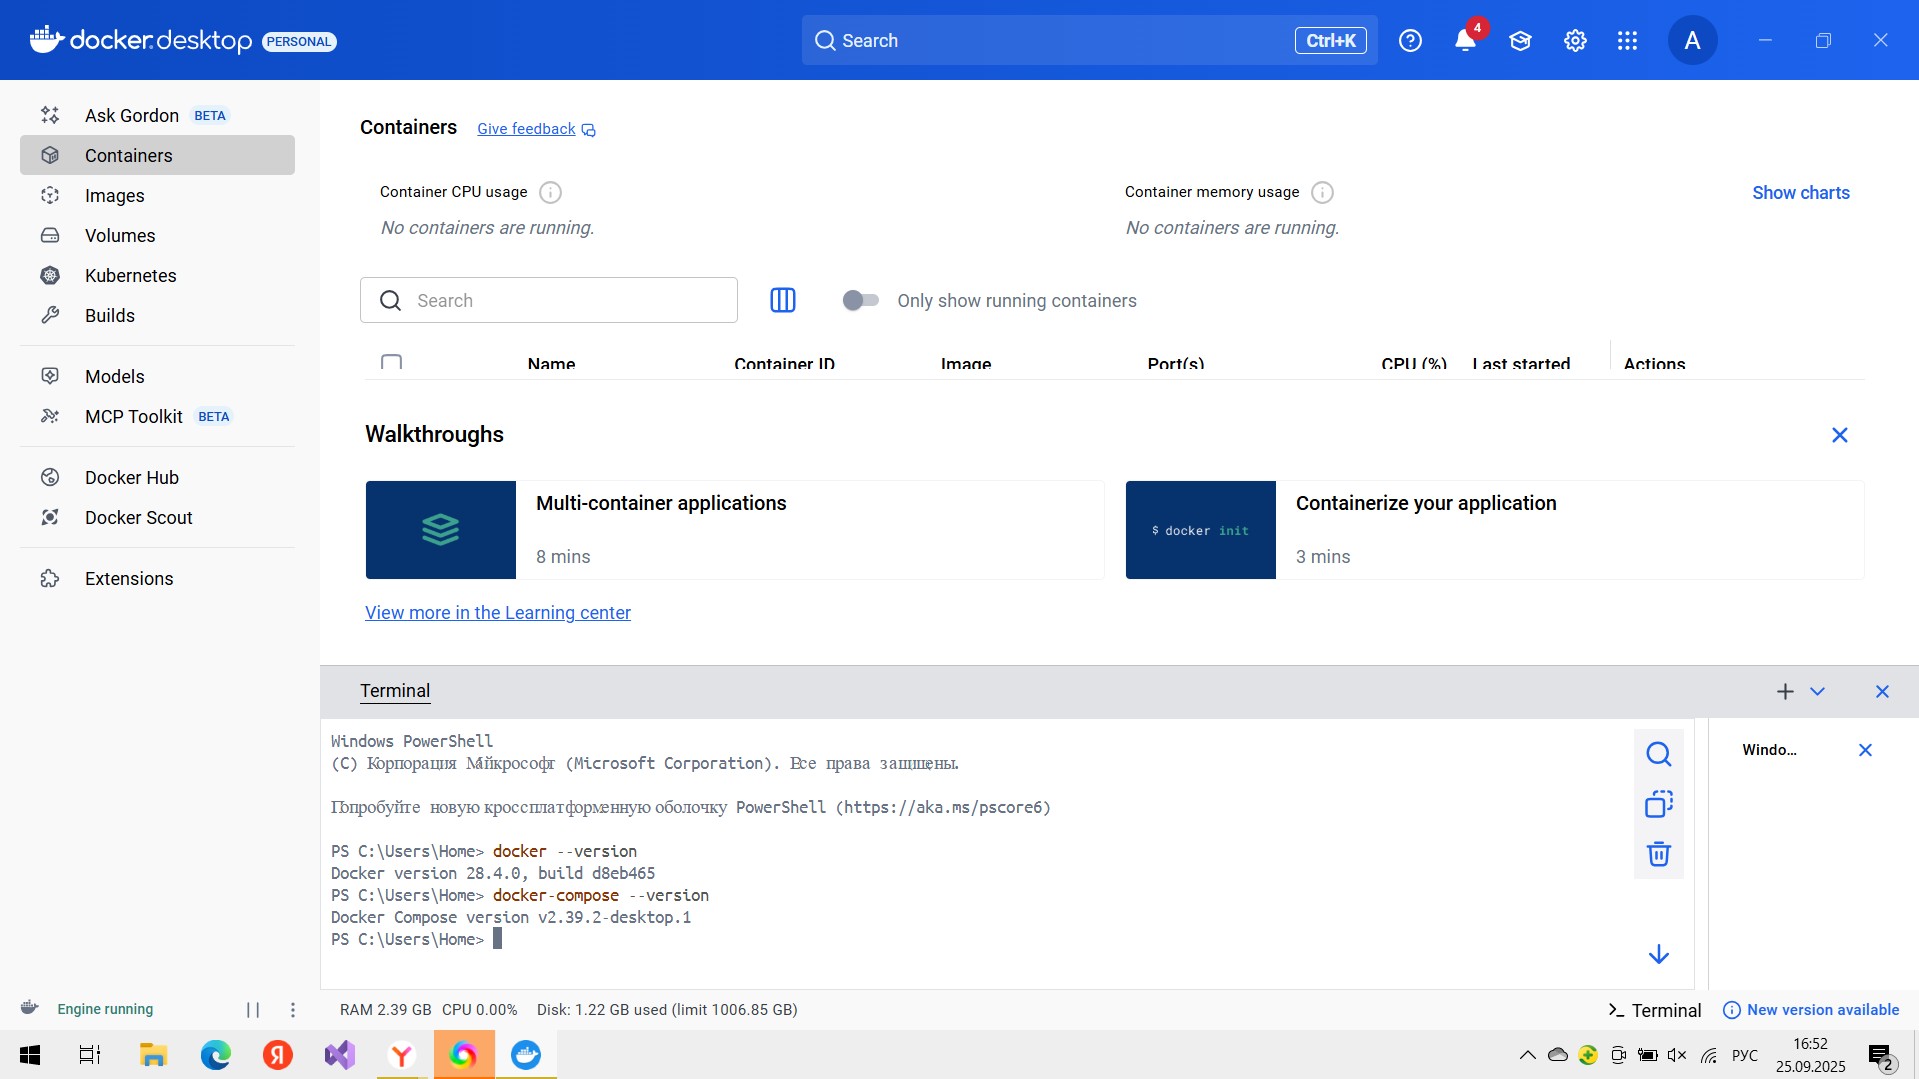 docker.desktop PERSONAL
Search Ctrl+K
4
A
Ask Gordon BETA
Containers
Images
Volumes
Kubernetes
Builds
Models
MCP Toolkit BETA
Docker Hub
Docker Scout
Extensions
Containers Give feedback
Container CPU usage
No containers are running.
Container memory usage
No containers are running.
Show charts
Search
Only show running containers
Name Container ID Image Port(s) CPU (%) Last started Actions
Walkthroughs
Multi-container applications
8 mins
$ docker init
Containerize your application
3 mins
View more in the Learning center
Terminal
Windows PowerShell
(C) Корпорация Майкрософт (Microsoft Corporation). Все права защищены.
Попробуйте новую кроссплатформенную оболочку PowerShell (https://aka.ms/pscore6)
PS C:\Users\Home> docker --version
Docker version 28.4.0, build d8eb465
PS C:\Users\Home> docker-compose --version
Docker Compose version v2.39.2-desktop.1
PS C:\Users\Home>
Windo...
Engine running
RAM 2.39 GB CPU 0.00% Disk: 1.22 GB used (limit 1006.85 GB)
Terminal
New version available
Я
Y
РУС
16:52
25.09.2025
2